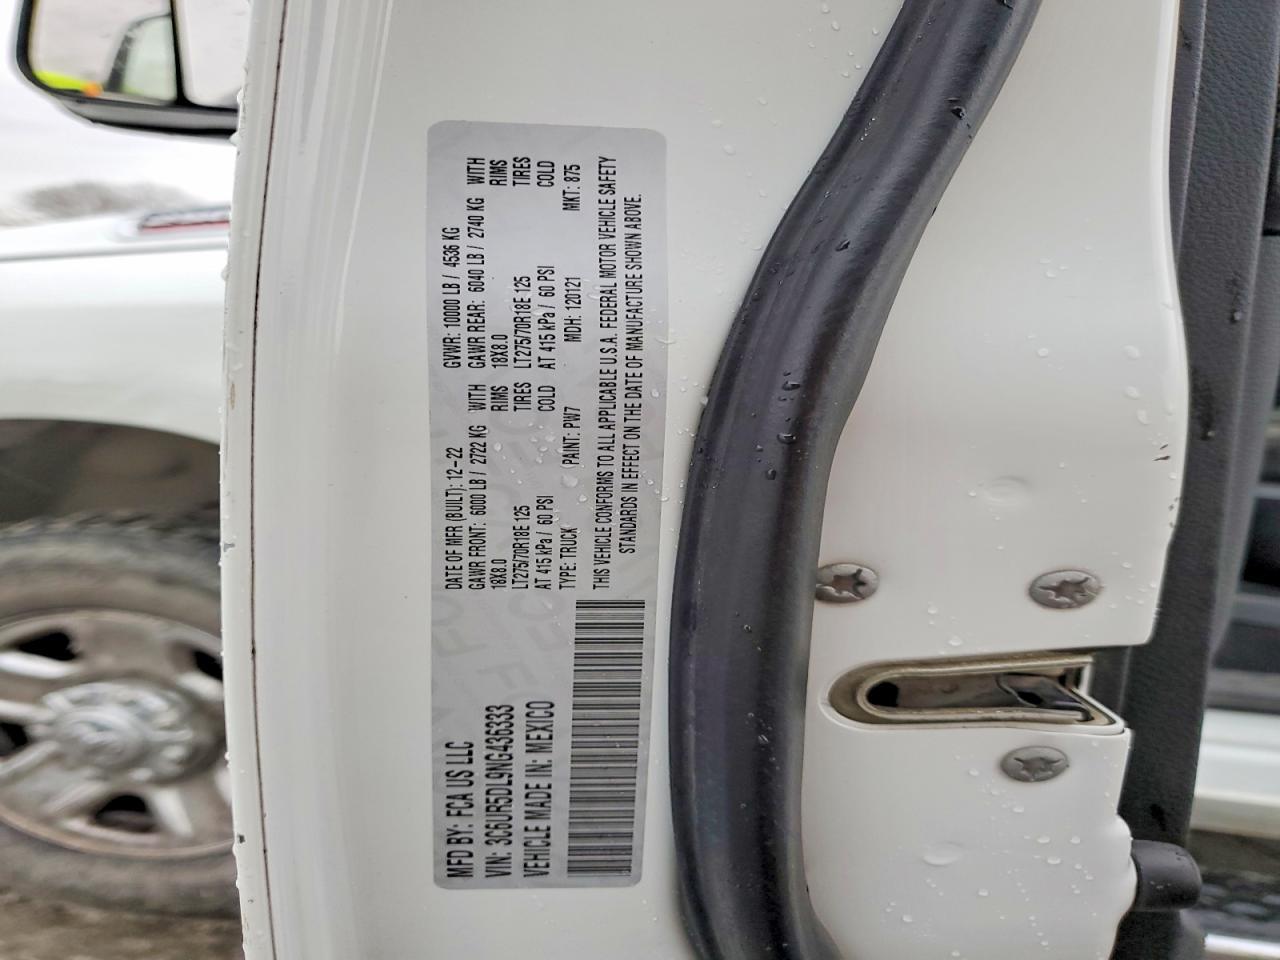 MFD BY: FCA US LLC
DATE OF MFR (BUILT): 12-22
GVWR: 10000 LB / 4536 KG
VIN: 3C6UR5DL9NG436333
GAWR FRONT: 6000 LB / 2722 KG WITH
GAWR REAR: 6040 LB / 2740 KG WITH
18X8.0 RIMS
18X8.0 RIMS
VEHICLE MADE IN: MEXICO
LT275/70R18E 125 TIRES
LT275/70R18E 125 TIRES
AT 415 kPa / 60 PSI COLD
AT 415 kPa / 60 PSI COLD
TYPE: TRUCK PAINT: PW7 MDH: 120121 MKT: 875
THIS VEHICLE CONFORMS TO ALL APPLICABLE U.S.A. FEDERAL MOTOR VEHICLE SAFETY
STANDARDS IN EFFECT ON THE DATE OF MANUFACTURE SHOWN ABOVE.